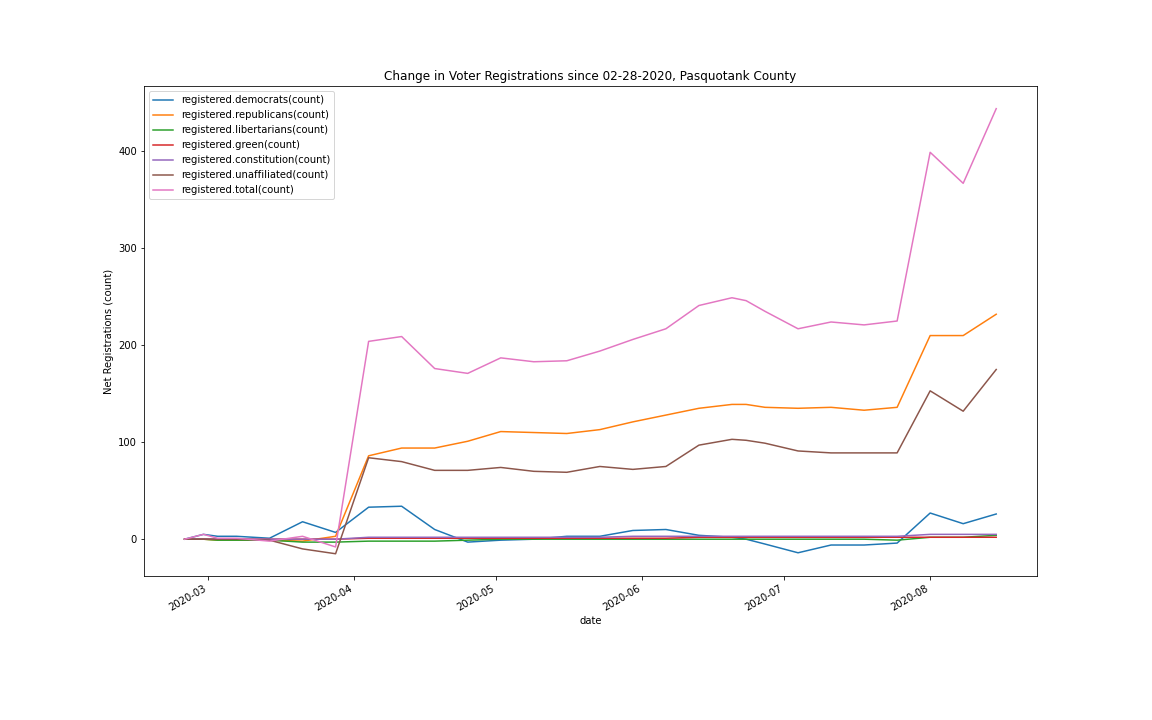 Change in Voter Registrations since 02-28-2020, Pasquotank County
registered.democrats(count)
registered.republicans(count)
registered.libertarians(count)
registered.green(count)
registered.constitution(count)
registered.unaffiliated(count)
registered.total(count)
Net Registrations (count)
400
300
200
100
0
2020-03
2020-04
2020-05
2020-06
2020-07
2020-08
date